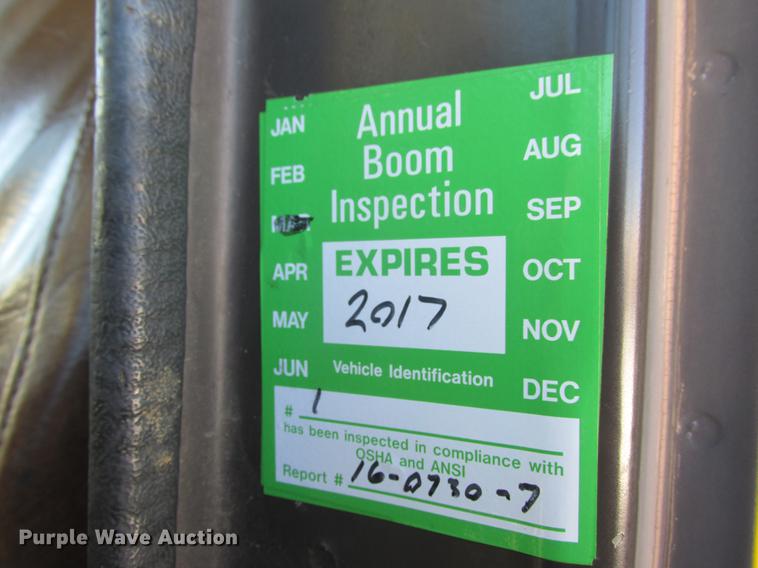 Annual
Boom
Inspection
JAN
FEB
APR
MAY
JUN
JUL
AUG
SEP
OCT
NOV
DEC
EXPIRES
2017
Vehicle Identification
# 1
has been inspected in compliance with
OSHA and ANSI
Report # 16-0730-7
Purple Wave Auction